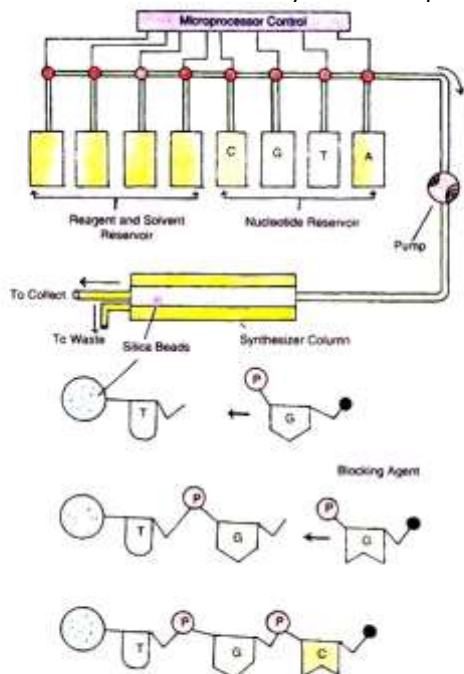 Microprocessor Control
C G T A
Reagent and Solvent
Reservoir
Nucleotide Reservoir
Pump
To Collect
To Waste
Silica Beads
Synthesizer Column
T
P
G
Blocking Agent
T
P
G
P
G
T
P
G
P
C